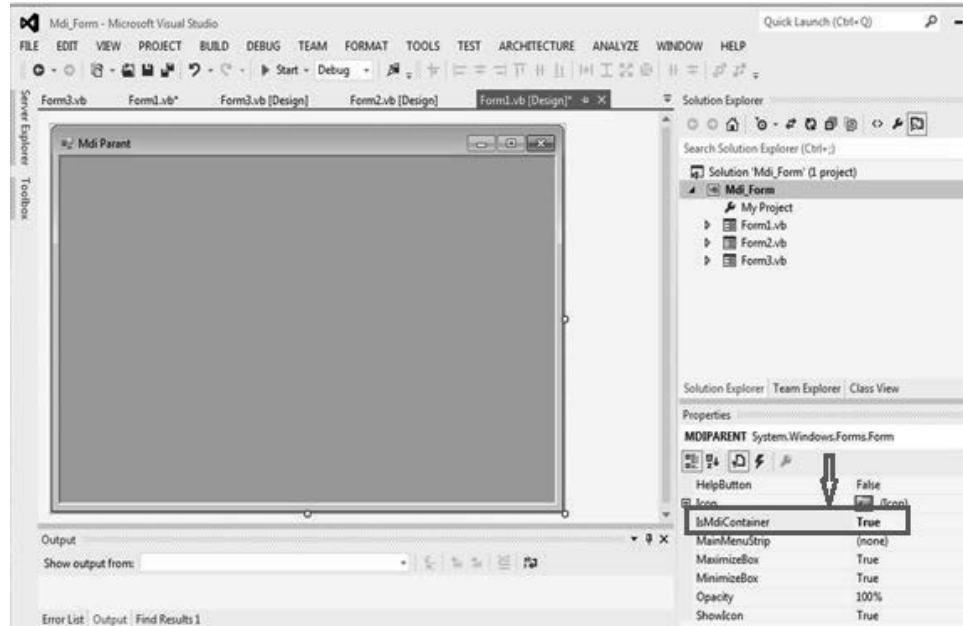 Mdi_Form - Microsoft Visual Studio
Quick Launch (Ctrl+Q)
FILE EDIT VIEW PROJECT BUILD DEBUG TEAM FORMAT TOOLS TEST ARCHITECTURE ANALYZE WINDOW HELP
Start Debug
Server Explorer
Toolbox
Form3.vb Form1.vb* Form3.vb [Design] Form2.vb [Design] Form1.vb [Design]*
Mdi Parant
Solution Explorer
Search Solution Explorer (Ctrl+;)
Solution 'Mdi_Form' (1 project)
Mdi_Form
My Project
Form1.vb
Form2.vb
Form3.vb
Solution Explorer Team Explorer Class View
Properties
MDIPARENT System.Windows.Forms.Form
HelpButton False
Icon (Icon)
IsMdiContainer True
MainMenuStrip (none)
MaximizeBox True
MinimizeBox True
Opacity 100%
ShowIcon True
Output
Show output from:
Error List Output Find Results 1